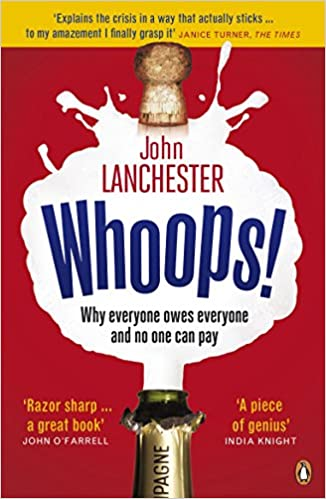 'Explains the crisis in a way that actually sticks ...
to my amazement I finally grasp it' JANICE TURNER, THE TIMES
John
LANCHESTER
Whoops!
Why everyone owes everyone
and no one can pay
'Razor sharp ...
a great book'
JOHN O'FARRELL
'A piece
of genius'
INDIA KNIGHT
PAGNE